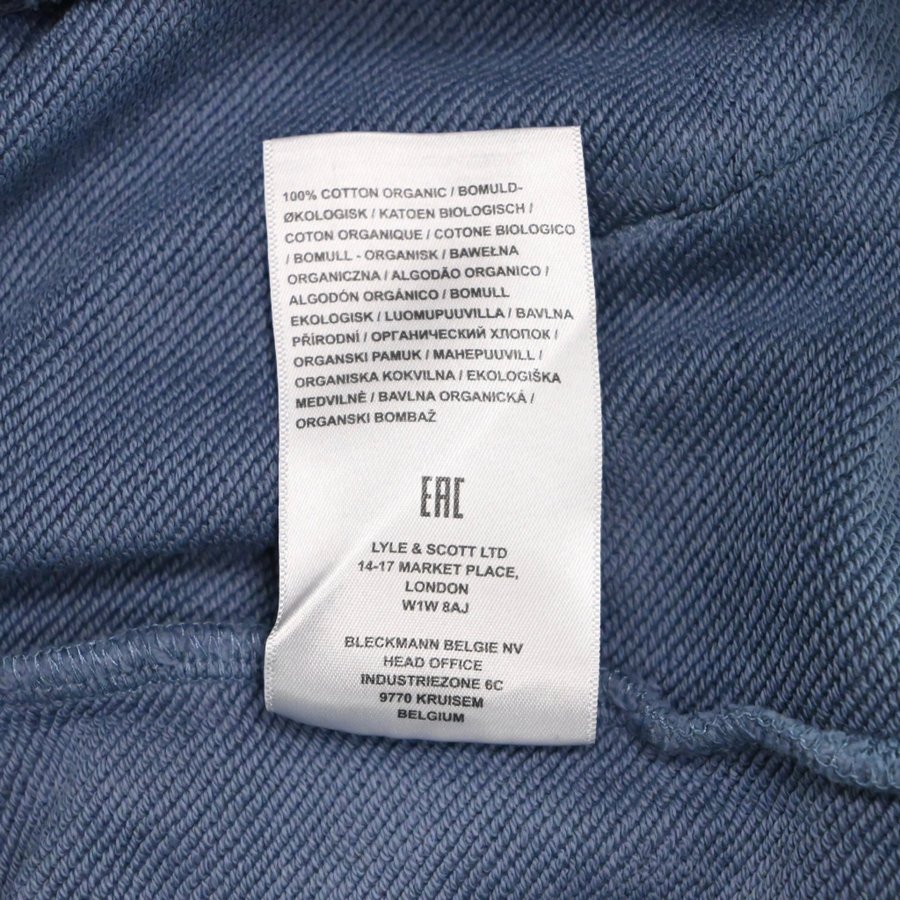 100% COTTON ORGANIC / BOMULD-
ØKOLOGISK / KATOEN BIOLOGISCH /
COTON ORGANIQUE / COTONE BIOLOGICO
/ BOMULL - ORGANISK / BAWEŁNA
ORGANICZNA / ALGODÃO ORGANICO /
ALGODÓN ORGÁNICO / BOMULL
EKOLOGISK / LUOMUPUUVILLA / BAVLNA
PŘÍRODNÍ / ОРГАНИЧЕСКИЙ ХЛОПОК /
ORGANSKI PAMUK / MAHEPUUVILL /
ORGANISKA KOKVILNA / EKOLOGIŠKA
MEDVILNĖ / BAVLNA ORGANICKÁ /
ORGANSKI BOMBAŽ
EAC
LYLE & SCOTT LTD
14-17 MARKET PLACE,
LONDON
W1W 8AJ
BLECKMANN BELGIE NV
HEAD OFFICE
INDUSTRIEZONE 6C
9770 KRUISEM
BELGIUM